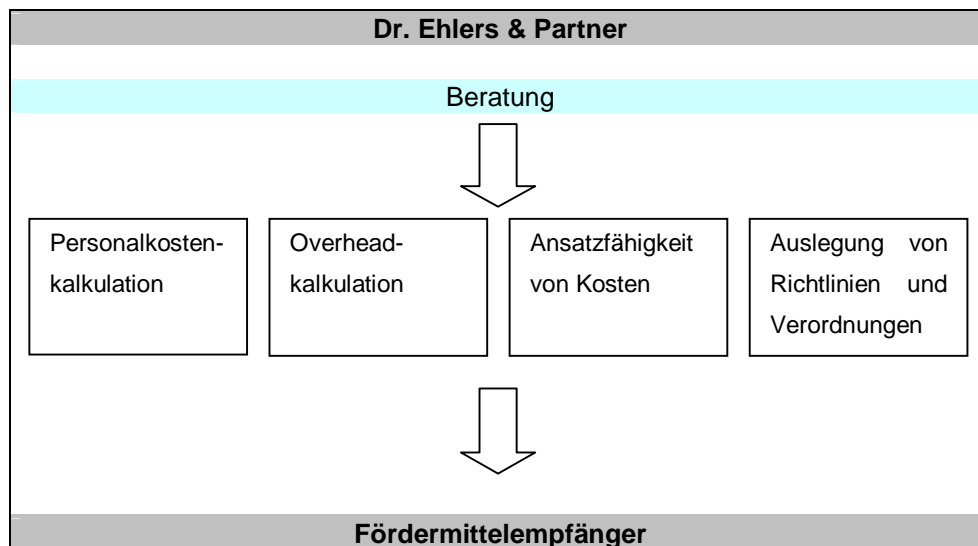 Dr. Ehlers & Partner
Beratung
Personalkosten-
kalkulation
Overhead-
kalkulation
Ansatzfähigkeit
von Kosten
Auslegung von
Richtlinien und
Verordnungen
Fördermittelempfänger